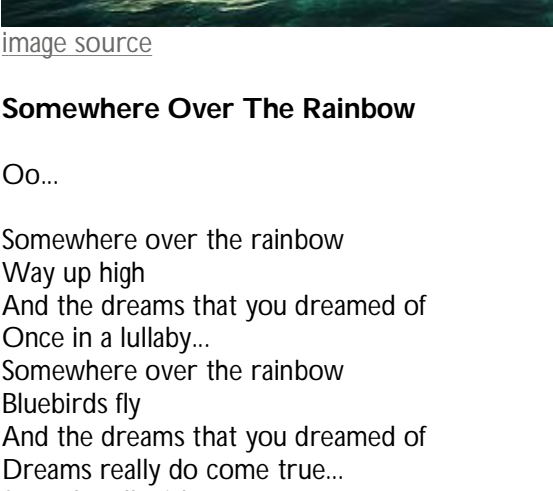 image source
Somewhere Over The Rainbow
Oo...
Somewhere over the rainbow
Way up high
And the dreams that you dreamed of
Once in a lullaby...
Somewhere over the rainbow
Bluebirds fly
And the dreams that you dreamed of
Dreams really do come true...